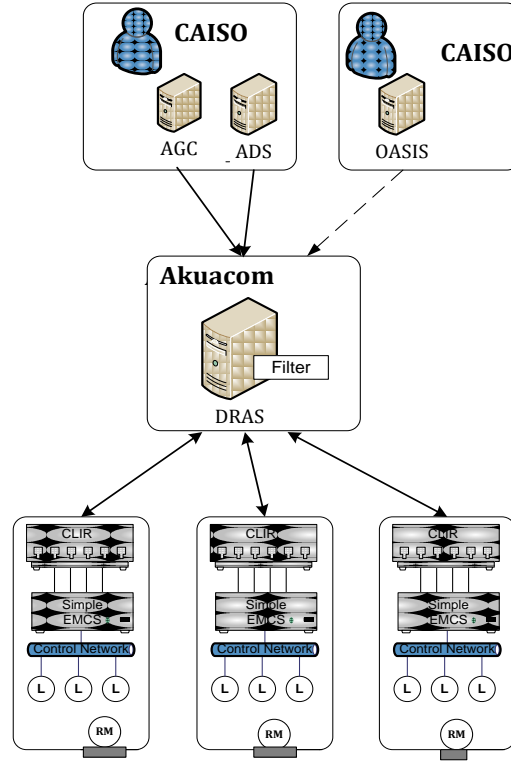 CAISO
CAISO
AGC
ADS
OASIS
Akuacom
Filter
DRAS
CLIR
Simple
EMCS
Control Network
L L L
RM
CLIR
Simple
EMCS
Control Network
L L L
RM
CLIR
Simple
EMCS
Control Network
L L L
RM